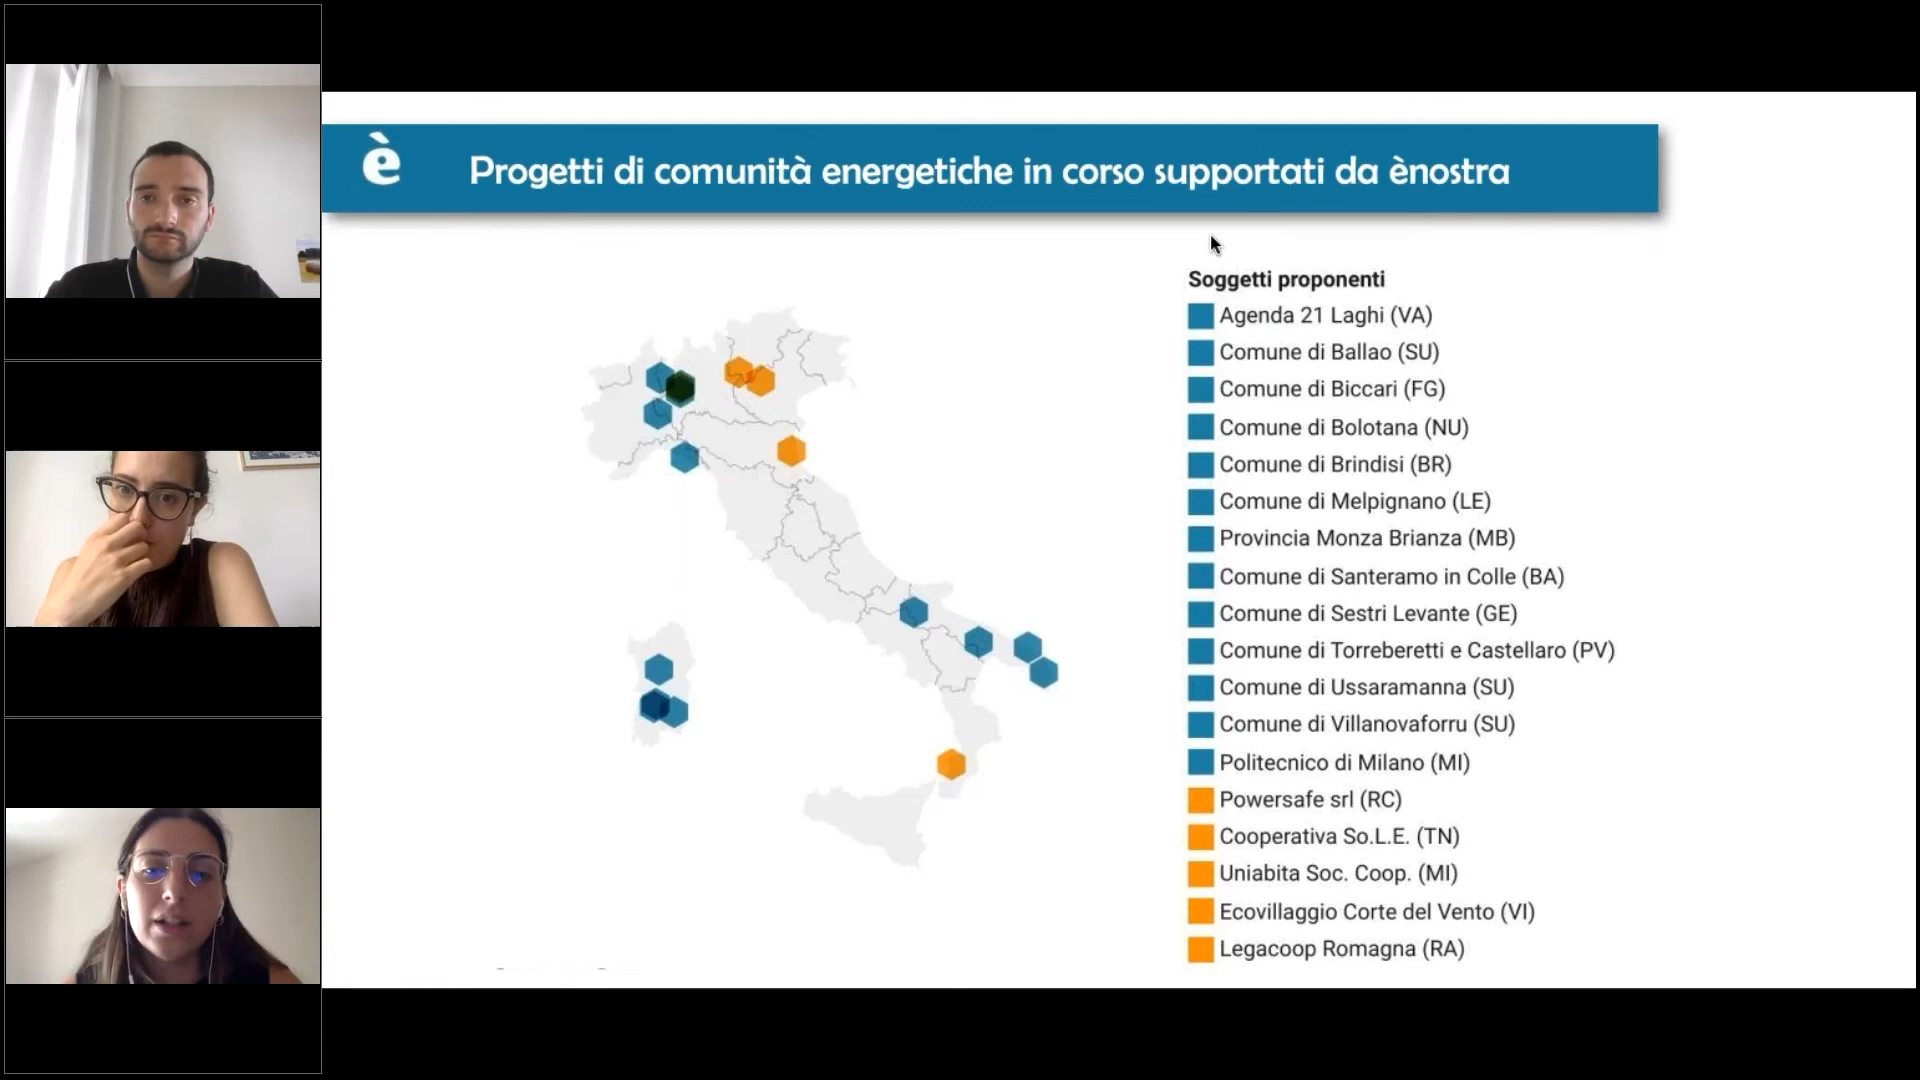 è
Progetti di comunità energetiche in corso supportati da ènostra
Soggetti proponenti
Agenda 21 Laghi (VA)
Comune di Ballao (SU)
Comune di Biccari (FG)
Comune di Bolotana (NU)
Comune di Brindisi (BR)
Comune di Melpignano (LE)
Provincia Monza Brianza (MB)
Comune di Santeramo in Colle (BA)
Comune di Sestri Levante (GE)
Comune di Torreberetti e Castellaro (PV)
Comune di Ussaramanna (SU)
Comune di Villanovaforru (SU)
Politecnico di Milano (MI)
Powersafe srl (RC)
Cooperativa So.L.E. (TN)
Uniabita Soc. Coop. (MI)
Ecovillaggio Corte del Vento (VI)
Legacoop Romagna (RA)